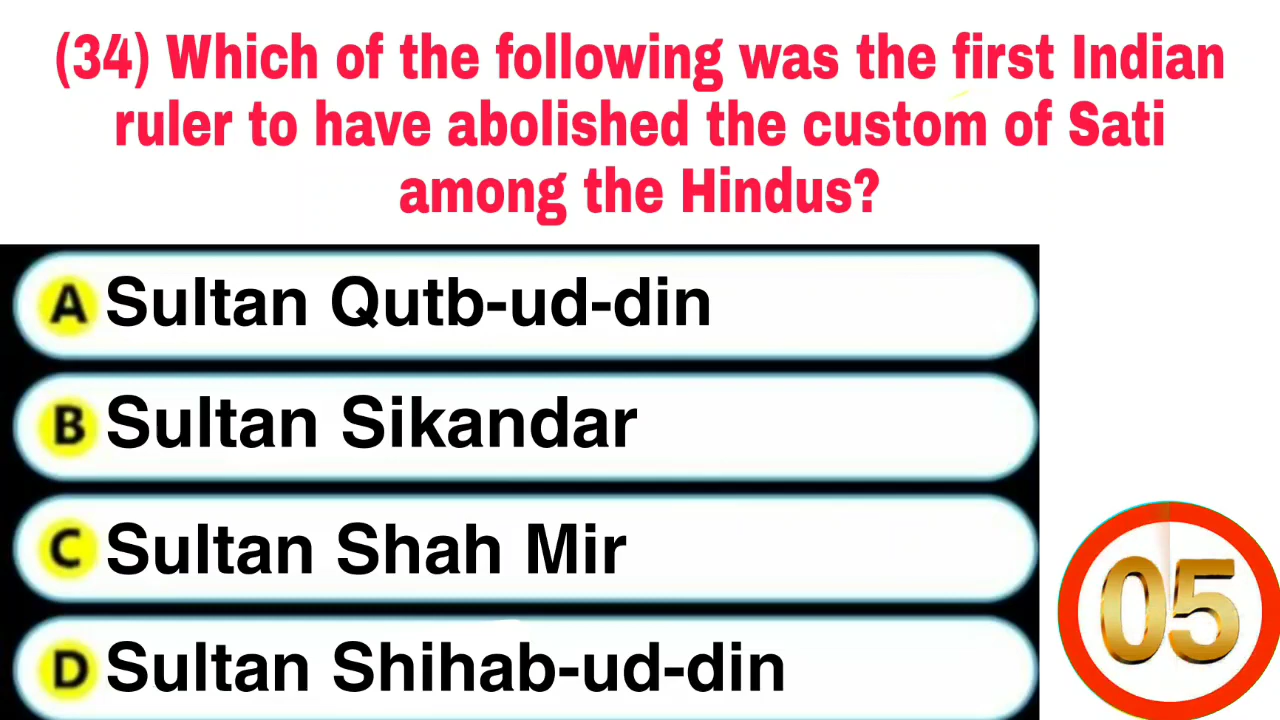 (34) Which of the following was the first Indian
ruler to have abolished the custom of Sati
among the Hindus?
A Sultan Qutb-ud-din
B Sultan Sikandar
C Sultan Shah Mir
D Sultan Shihab-ud-din
05